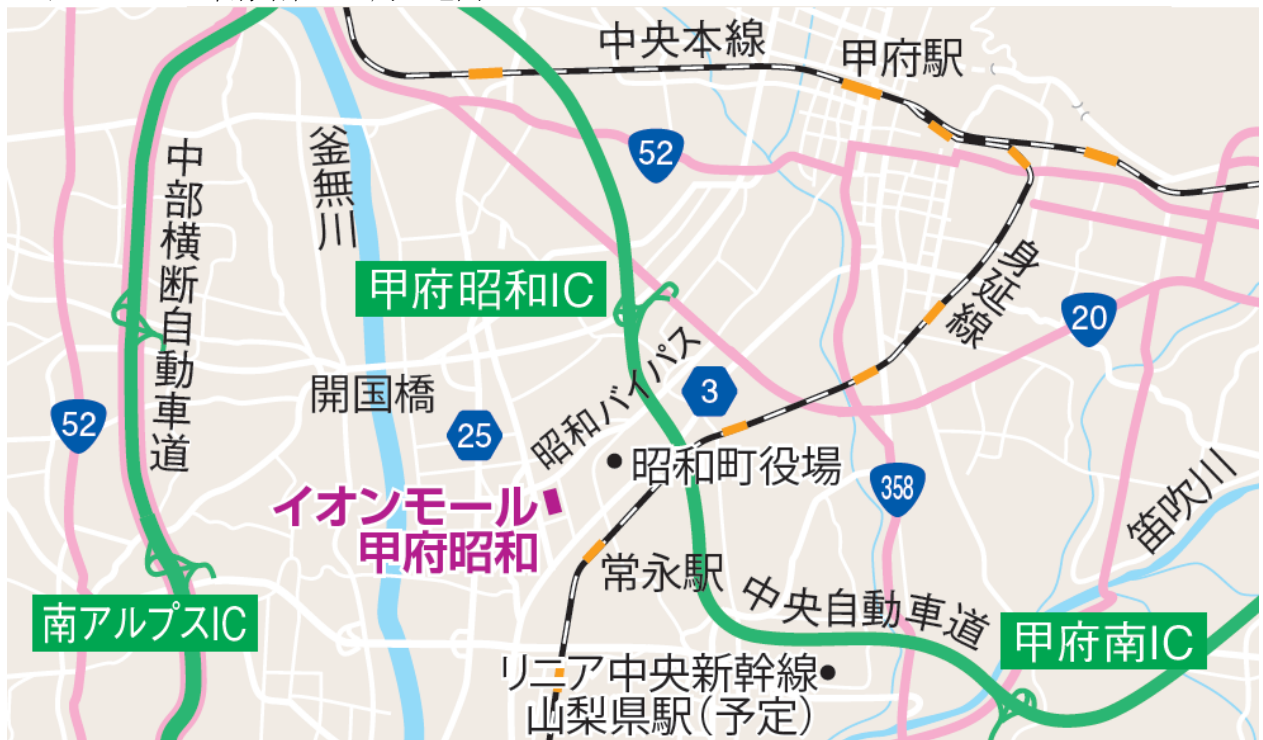 中央本線
甲府駅
52
釜無川
中部横断自動車道
甲府昭和IC
身延線
20
開国橋
昭和バイパス
3
52
25
昭和町役場
358
イオンモール
甲府昭和
笛吹川
常永駅
中央自動車道
南アルプスIC
甲府南IC
リニア中央新幹線
山梨県駅(予定)